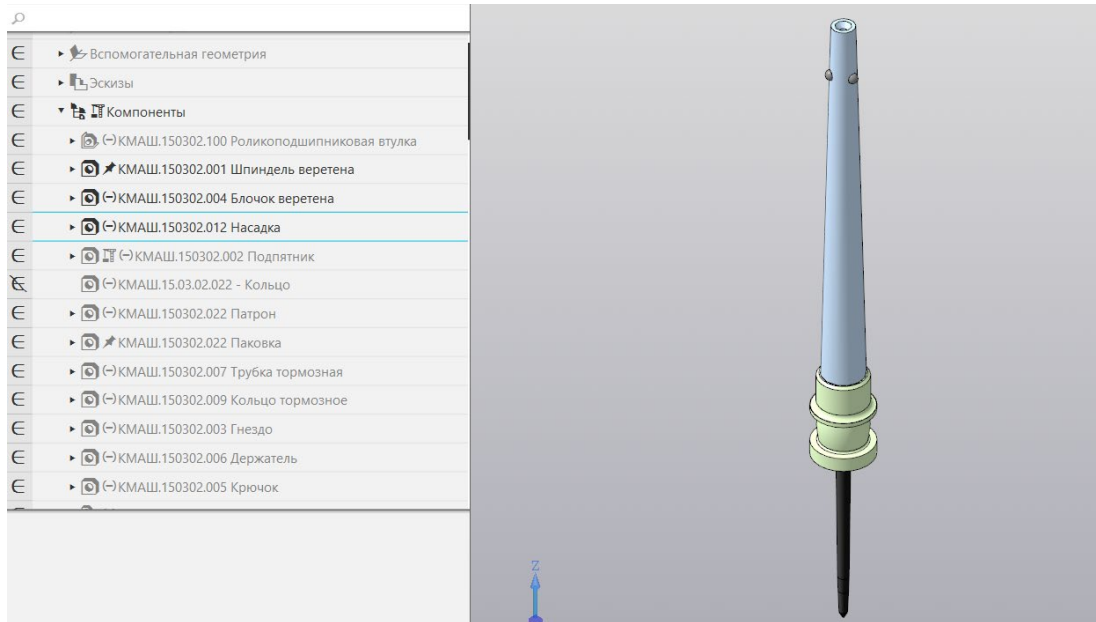 Вспомогательная геометрия
Эскизы
Компоненты
(-)КМАШ.150302.100 Роликоподшипниковая втулка
КМАШ.150302.001 Шпиндель веретена
(-)КМАШ.150302.004 Блочок веретена
(-)КМАШ.150302.012 Насадка
(-)КМАШ.150302.002 Подпятник
(-)КМАШ.15.03.02.022 - Кольцо
(-)КМАШ.150302.022 Патрон
КМАШ.150302.022 Паковка
(-)КМАШ.150302.007 Трубка тормозная
(-)КМАШ.150302.009 Кольцо тормозное
(-)КМАШ.150302.003 Гнездо
(-)КМАШ.150302.006 Держатель
(-)КМАШ.150302.005 Крючок
Z